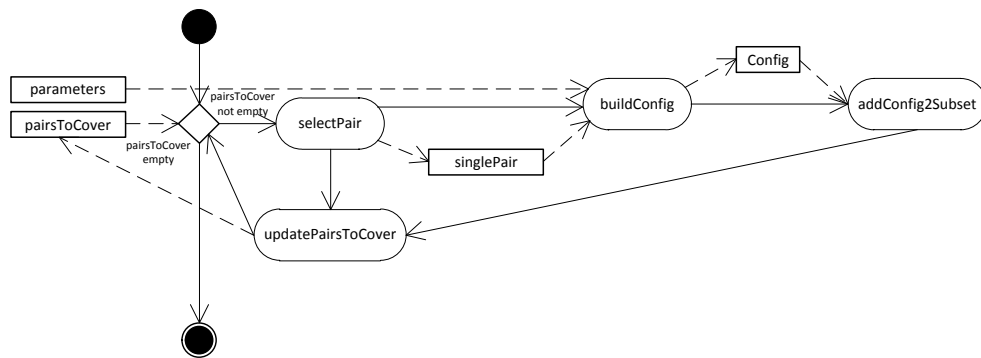 Config
parameters
pairsToCover
not empty
buildConfig
addConfig2Subset
pairsToCover
selectPair
pairsToCover
empty
singlePair
updatePairsToCover